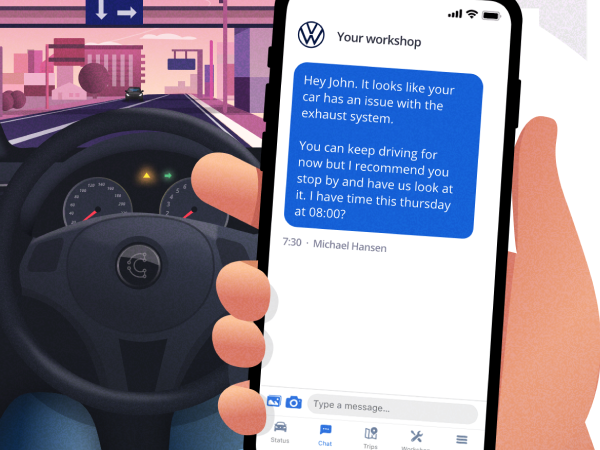 Your workshop
Hey John. It looks like your
car has an issue with the
exhaust system.
You can keep driving for
now but I recommend you
stop by and have us look at
it. I have time this thursday
at 08:00?
7:30 · Michael Hansen
Type a message...
Status
Chat
Trips